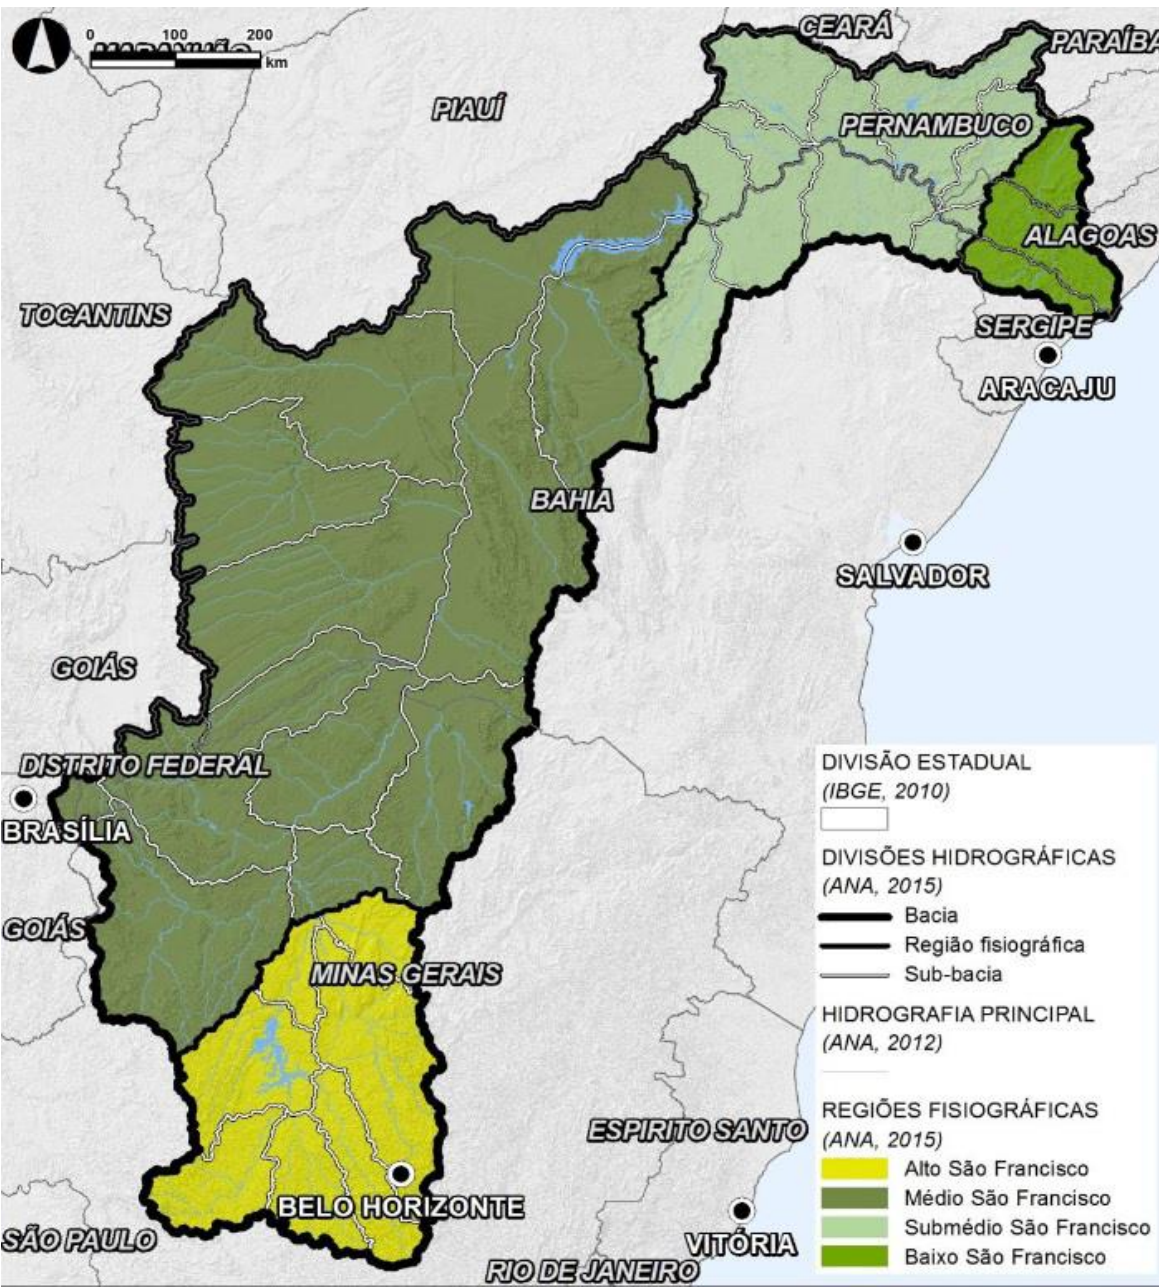 CEARÁ
0 100 200
km
MARANHÃO
PARAÍBA
PIAUÍ
PERNAMBUCO
ALAGOAS
TOCANTINS
SERGIPE
ARACAJU
BAHIA
SALVADOR
GOIÁS
DISTRITO FEDERAL
BRASÍLIA
GOIÁS
MINAS GERAIS
ESPIRITO SANTO
BELO HORIZONTE
SÃO PAULO
VITÓRIA
RIO DE JANEIRO
DIVISÃO ESTADUAL
(IBGE, 2010)
DIVISÕES HIDROGRÁFICAS
(ANA, 2015)
Bacia
Região fisiográfica
Sub-bacia
HIDROGRAFIA PRINCIPAL
(ANA, 2012)
REGIÕES FISIOGRÁFICAS
(ANA, 2015)
Alto São Francisco
Médio São Francisco
Submédio São Francisco
Baixo São Francisco